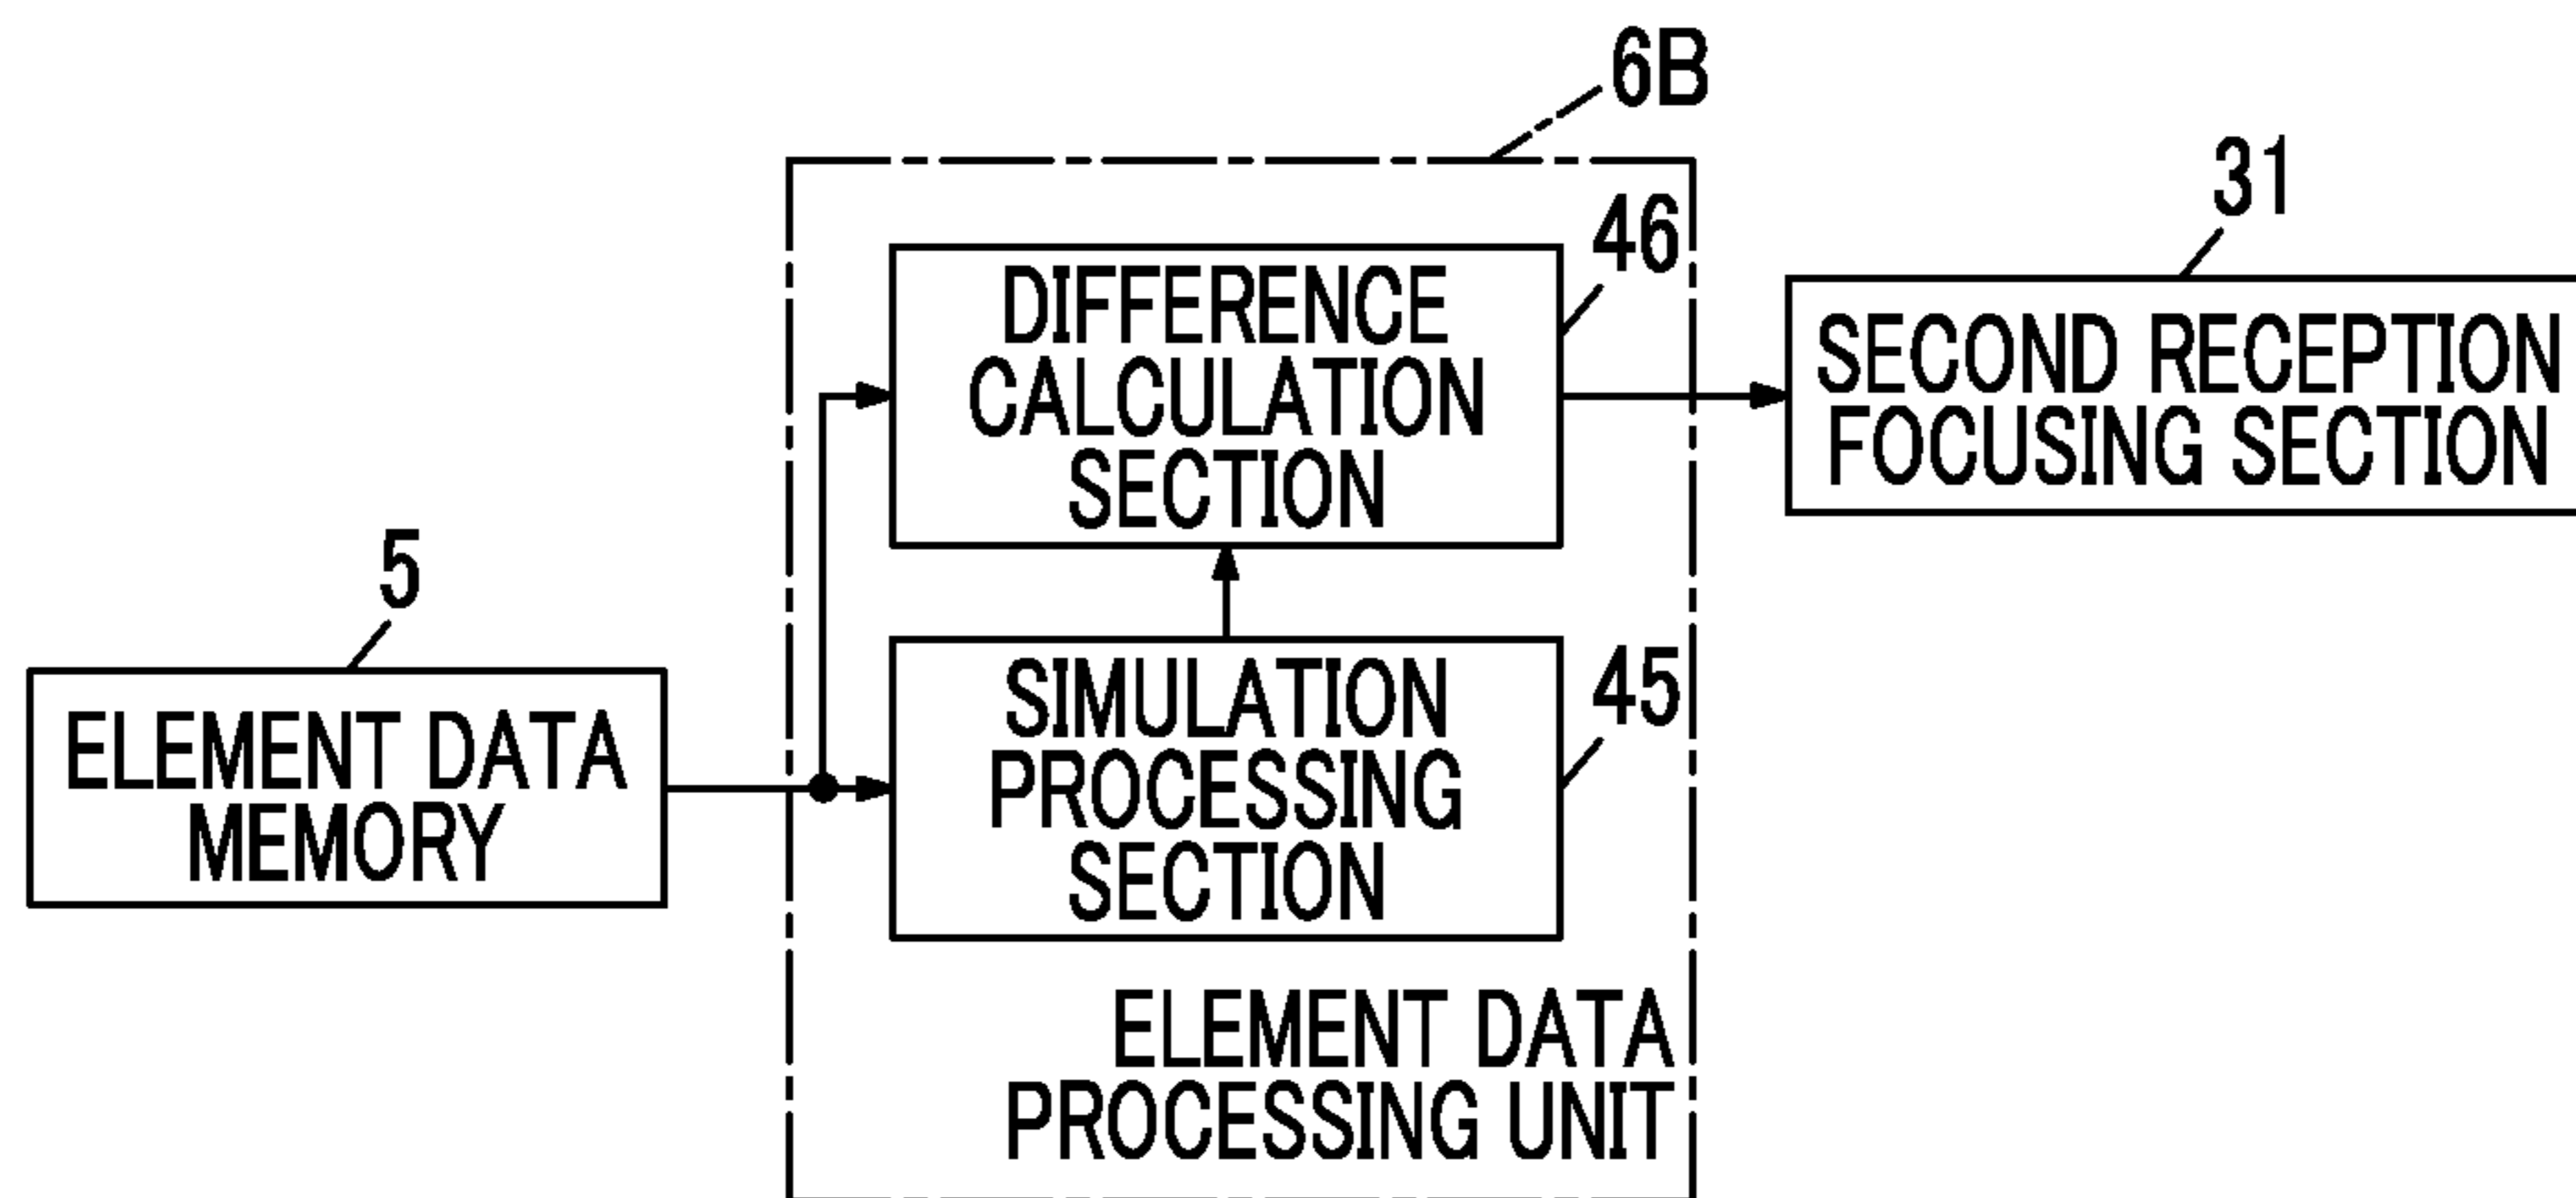 6B
46
DIFFERENCE
CALCULATION
SECTION
31
SECOND RECEPTION
FOCUSING SECTION
5
ELEMENT DATA
MEMORY
45
SIMULATION
PROCESSING
SECTION
ELEMENT DATA
PROCESSING UNIT